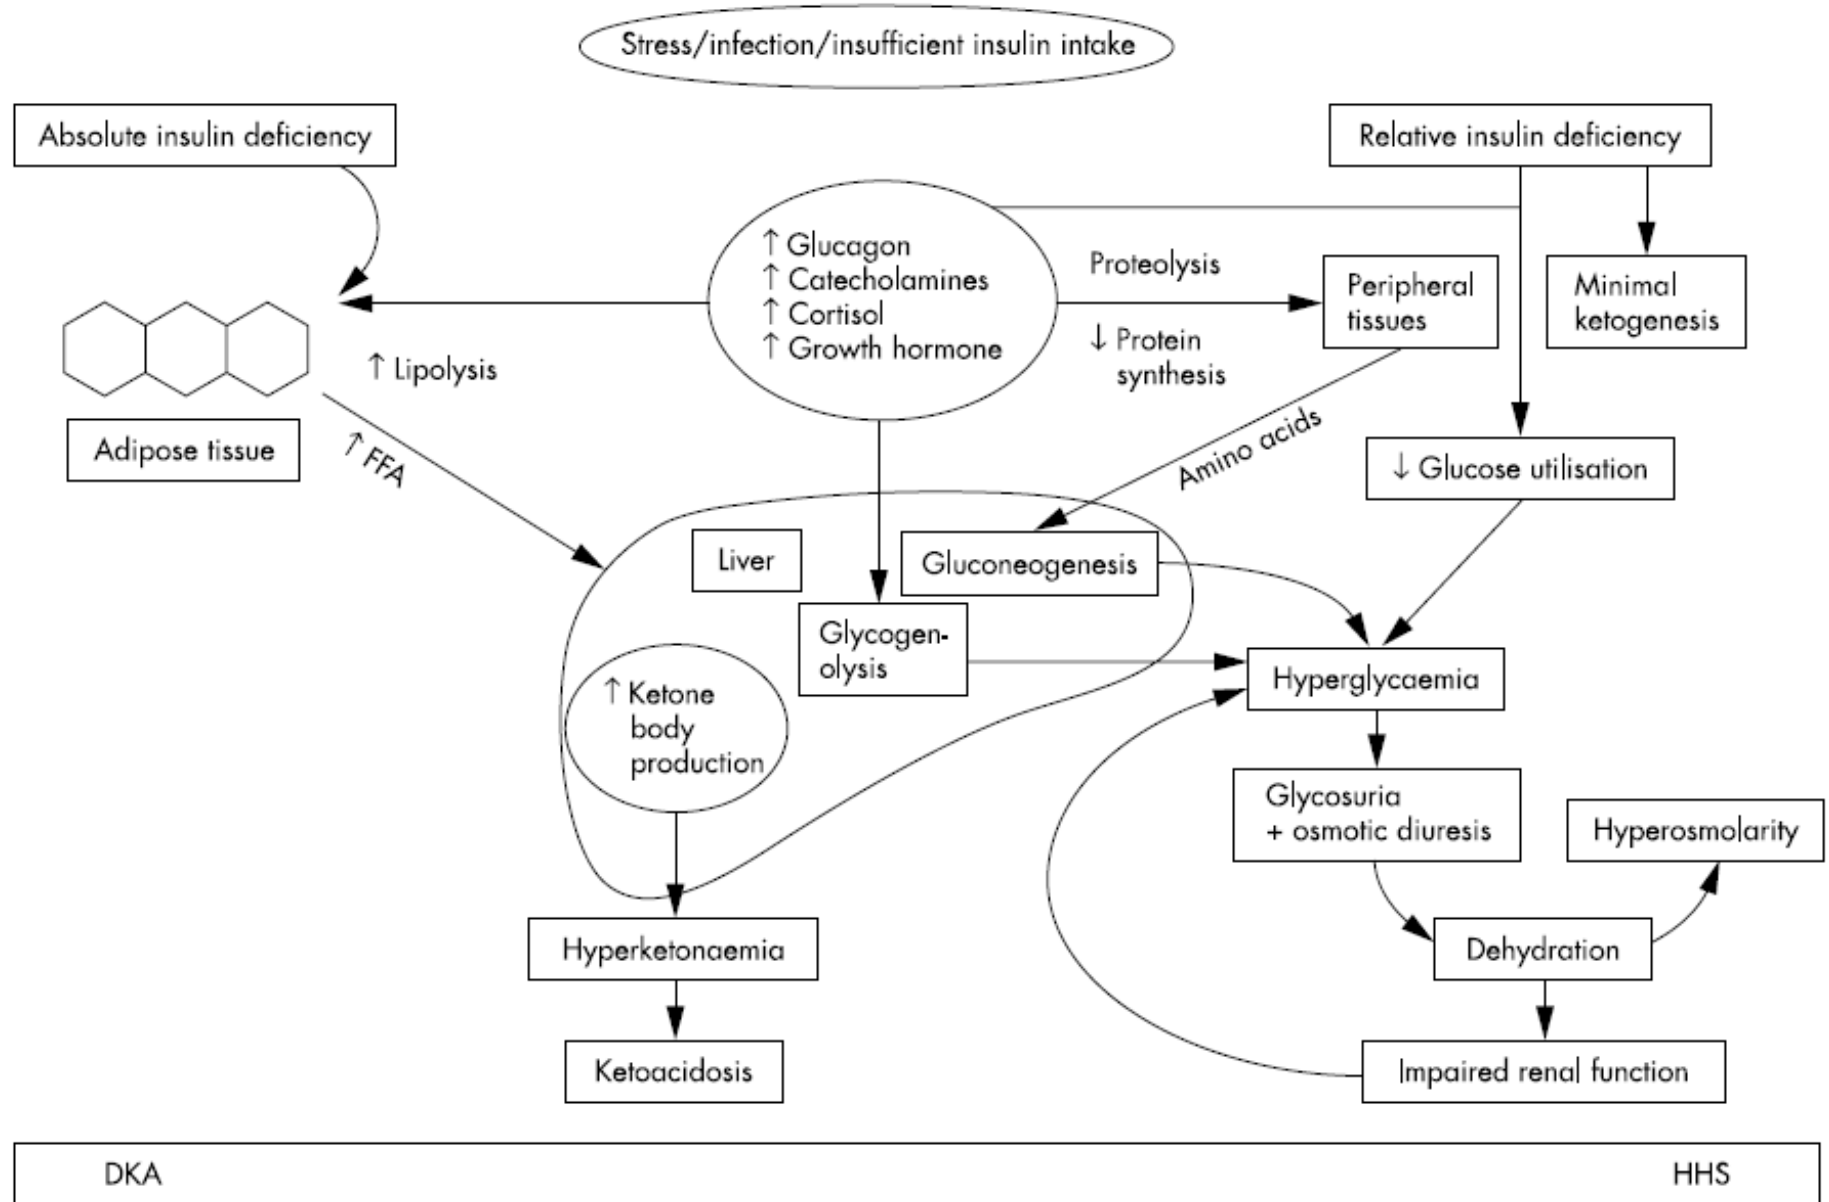 Stress/infection/insufficient insulin intake
Absolute insulin deficiency
Relative insulin deficiency
↑ Glucagon
↑ Catecholamines
↑ Cortisol
↑ Growth hormone
Proteolysis
↓ Protein
synthesis
Peripheral
tissues
Minimal
ketogenesis
↑ Lipolysis
Adipose tissue
↑ FFA
Amino acids
↓ Glucose utilisation
Liver
Gluconeogenesis
Glycogen-
olysis
↑ Ketone
body
production
Hyperglycaemia
Glycosuria
+ osmotic diuresis
Hyperosmolarity
Hyperketonaemia
Dehydration
Ketoacidosis
Impaired renal function
DKA
HHS